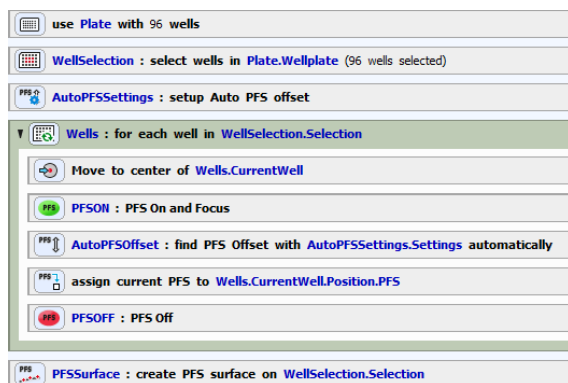 use Plate with 96 wells
WellSelection : select wells in Plate.Wellplate (96 wells selected)
PFS AutoPFSSettings : setup Auto PFS offset
Wells : for each well in WellSelection.Selection
Move to center of Wells.CurrentWell
PFS PFSON : PFS On and Focus
PFS AutoPFSOffset : find PFS Offset with AutoPFSSettings.Settings automatically
PFS assign current PFS to Wells.CurrentWell.Position.PFS
PFS PFSOFF : PFS Off
PFS PFSSurface : create PFS surface on WellSelection.Selection